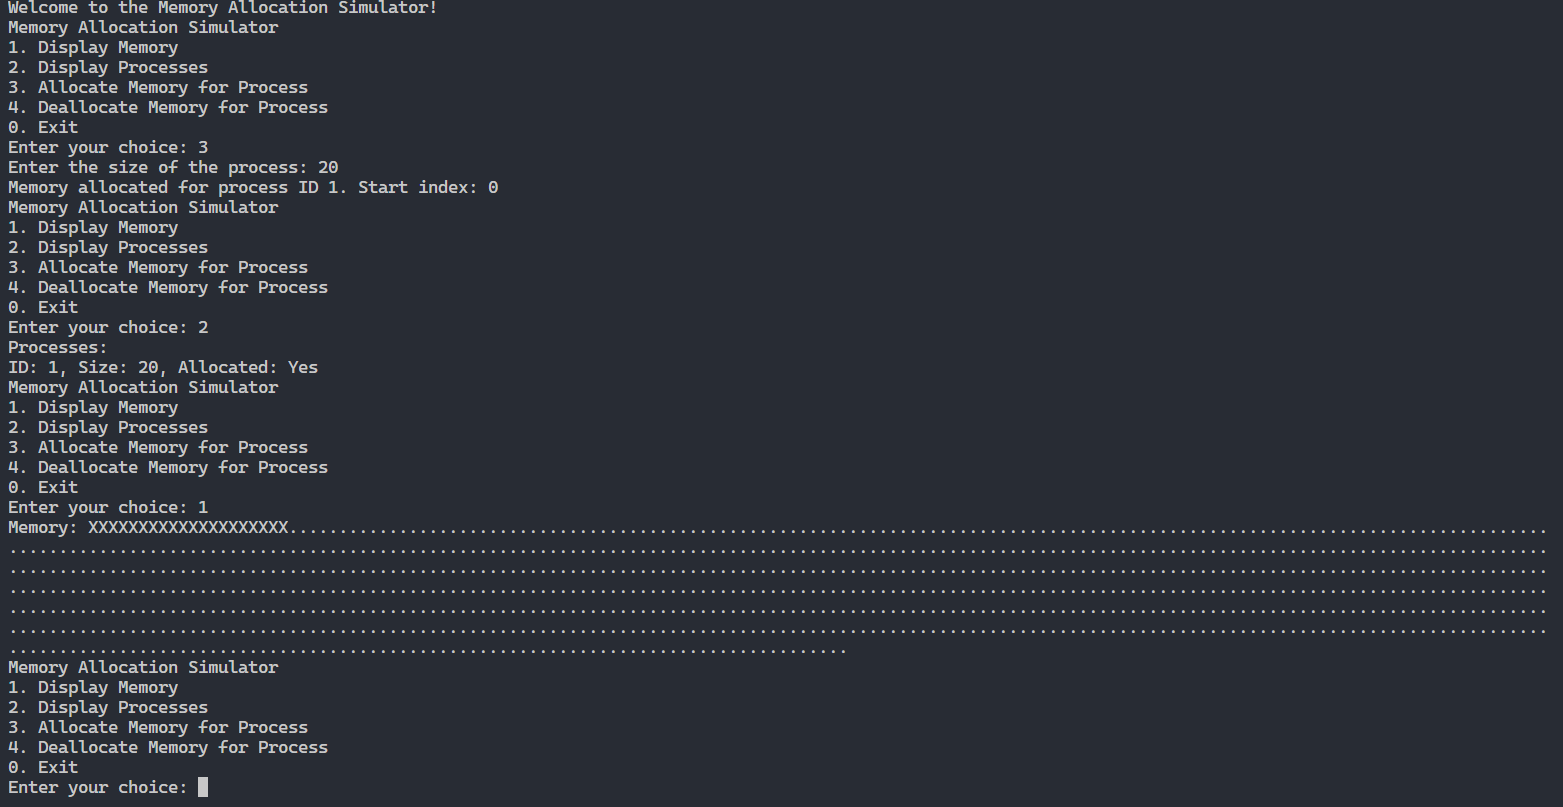 Welcome to the Memory Allocation Simulator!
Memory Allocation Simulator
1. Display Memory
2. Display Processes
3. Allocate Memory for Process
4. Deallocate Memory for Process
0. Exit
Enter your choice: 3
Enter the size of the process: 20
Memory allocated for process ID 1. Start index: 0
Memory Allocation Simulator
1. Display Memory
2. Display Processes
3. Allocate Memory for Process
4. Deallocate Memory for Process
0. Exit
Enter your choice: 2
Processes:
ID: 1, Size: 20, Allocated: Yes
Memory Allocation Simulator
1. Display Memory
2. Display Processes
3. Allocate Memory for Process
4. Deallocate Memory for Process
0. Exit
Enter your choice: 1
Memory: XXXXXXXXXXXXXXXXXXXX..............................................................................................................................
..........................................................................................................................................................
..........................................................................................................................................................
..........................................................................................................................................................
..........................................................................................................................................................
..........................................................................................................................................................
....................................................................................
Memory Allocation Simulator
1. Display Memory
2. Display Processes
3. Allocate Memory for Process
4. Deallocate Memory for Process
0. Exit
Enter your choice: